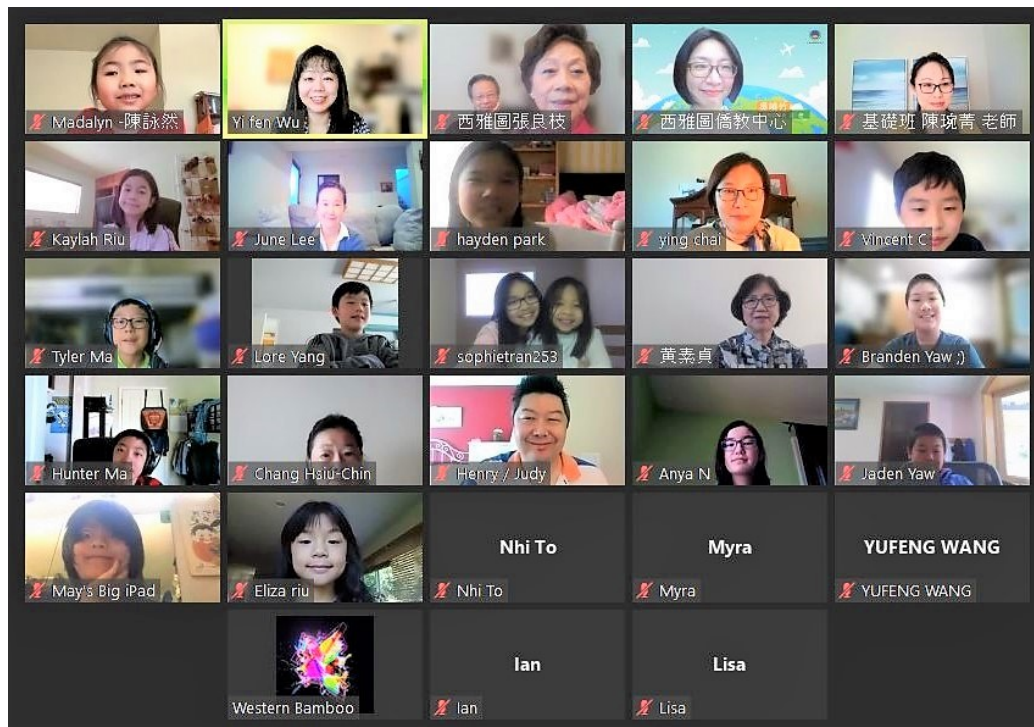 Madalyn -陳詠然
Yi fen Wu
西雅圖張良枝
西雅圖僑教中心
基礎班 陳琬菁 老師
Kaylah Riu
June Lee
hayden park
ying chai
Vincent C
Tyler Ma
Lore Yang
sophietran253
黃素貞
Branden Yaw ;)
Hunter Ma
Chang Hsiu-Chin
Henry / Judy
Anya N
Jaden Yaw
May's Big iPad
Eliza riu
Nhi To
Nhi To
Myra
Myra
YUFENG WANG
YUFENG WANG
Western Bamboo
Ian
Ian
Lisa
Lisa